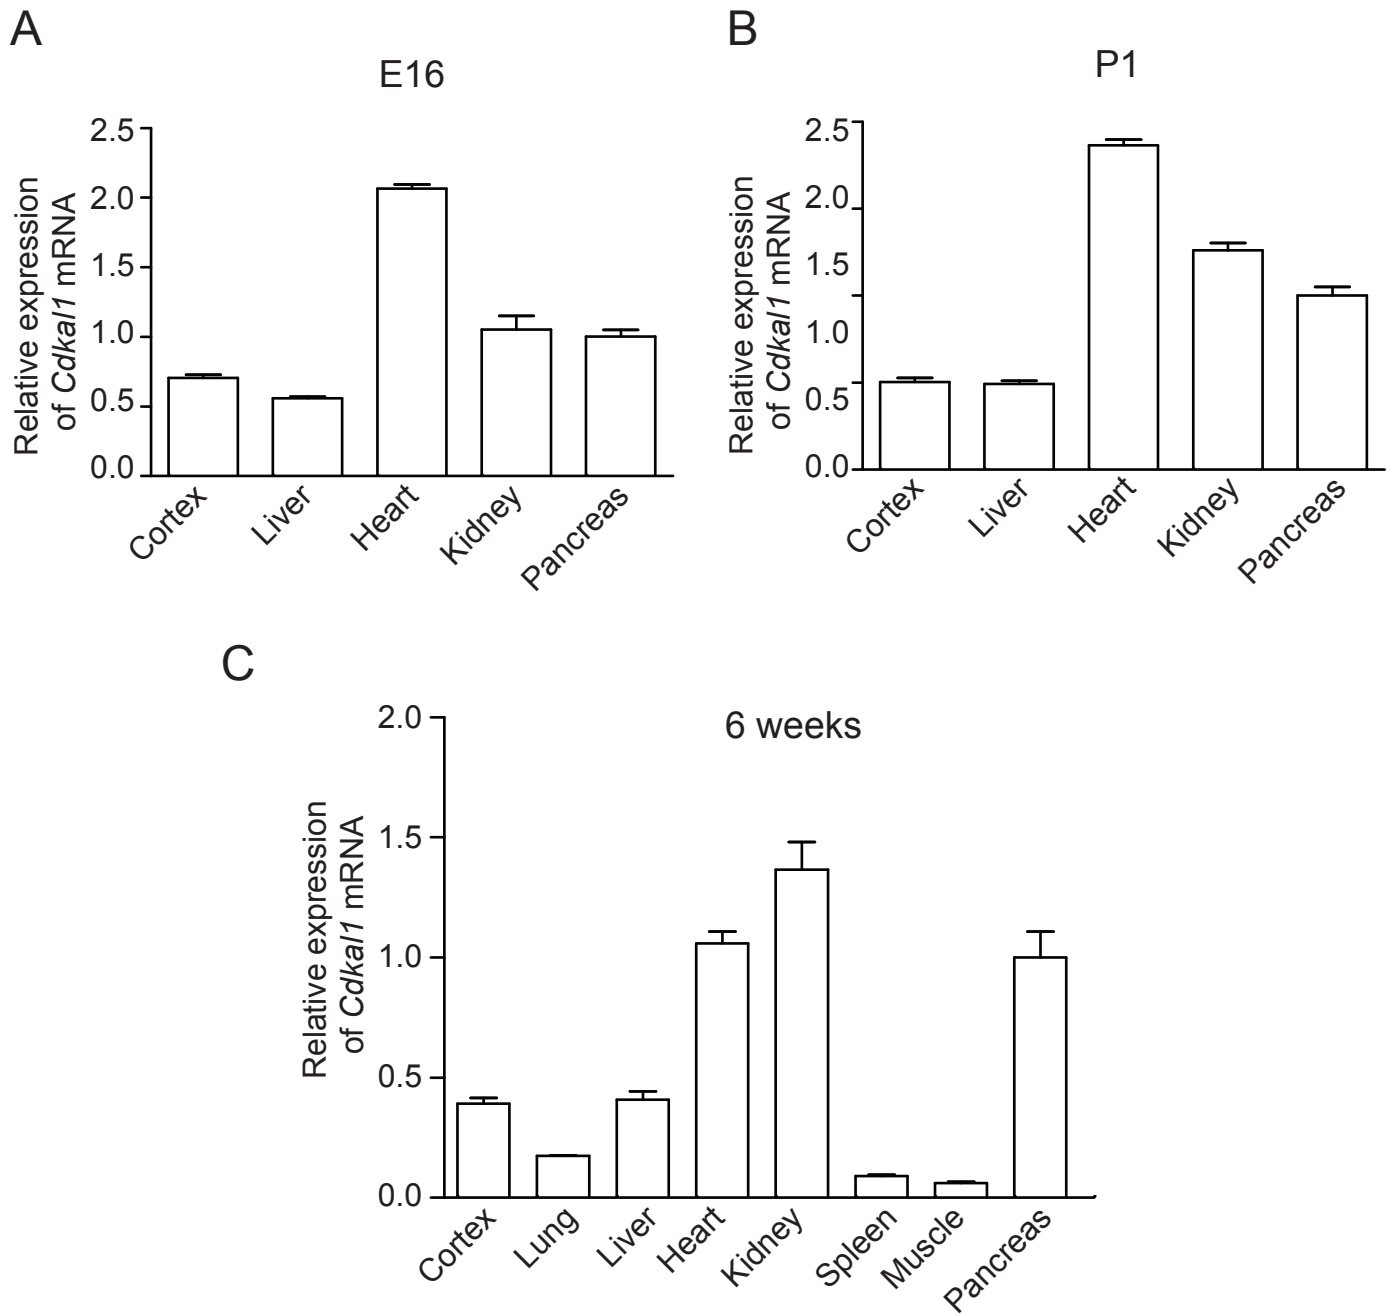 A
E16
Relative expression
of Cdkal1 mRNA
2.5
2.0
1.5
1.0
0.5
0.0
Cortex
Liver
Heart
Kidney
Pancreas
B
P1
Relative expression
of Cdkal1 mRNA
2.5
2.0
1.5
1.0
0.5
0.0
Cortex
Liver
Heart
Kidney
Pancreas
C
6 weeks
Relative expression
of Cdkal1 mRNA
2.0
1.5
1.0
0.5
0.0
Cortex
Lung
Liver
Heart
Kidney
Spleen
Muscle
Pancreas